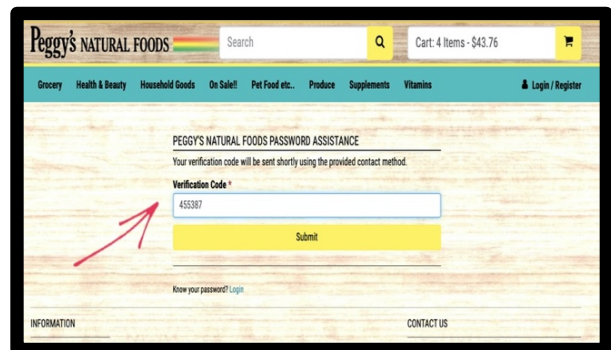 Peggy's NATURAL FOODS
Search
Cart: 4 Items - $43.76
Grocery Health & Beauty Household Goods On Sale!! Pet Food etc.. Produce Supplements Vitamins Login / Register
PEGGY'S NATURAL FOODS PASSWORD ASSISTANCE
Your verification code will be sent shortly using the provided contact method.
Verification Code *
455387
Submit
Know your password? Login
INFORMATION CONTACT US